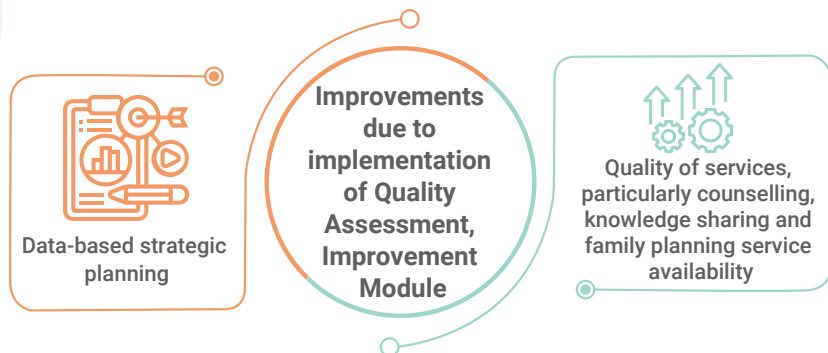 Data-based strategic
planning
Improvements
due to
implementation
of Quality
Assessment,
Improvement
Module
Quality of services,
particularly counselling,
knowledge sharing and
family planning service
availability